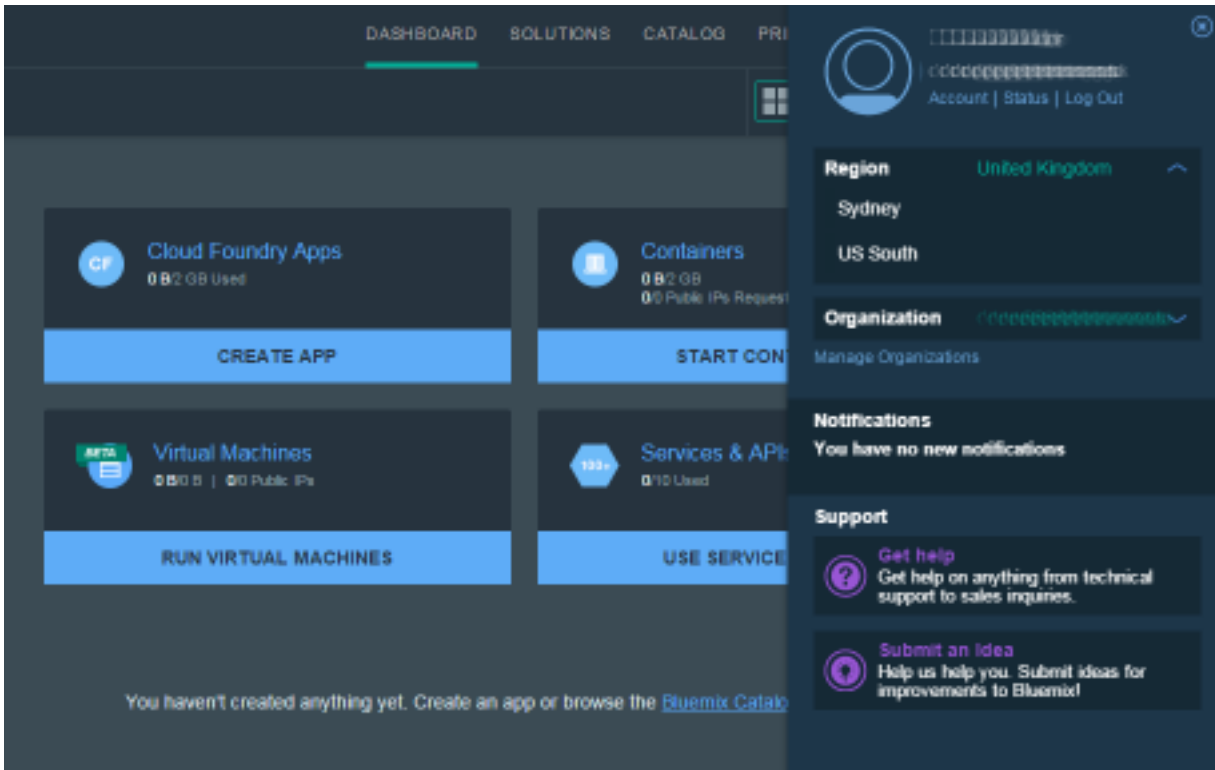 DASHBOARD SOLUTIONS CATALOG PRI
Account | Status | Log Out
Region United Kingdom
Sydney
US South
Organization
Manage Organizations
Notifications
You have no new notifications
Support
Get help
Get help on anything from technical
support to sales inquiries.
Submit an Idea
Help us help you. Submit ideas for
improvements to Bluemix!
CF
Cloud Foundry Apps
0 B/2 GB Used
CREATE APP
Containers
0 B/2 GB
0/0 Public IPs Request
START CON
BETA
Virtual Machines
0 B/0 B | 0/0 Public IPs
RUN VIRTUAL MACHINES
100+
Services & APIs
0/10 Used
USE SERVICE
You haven't created anything yet. Create an app or browse the Bluemix Catalo